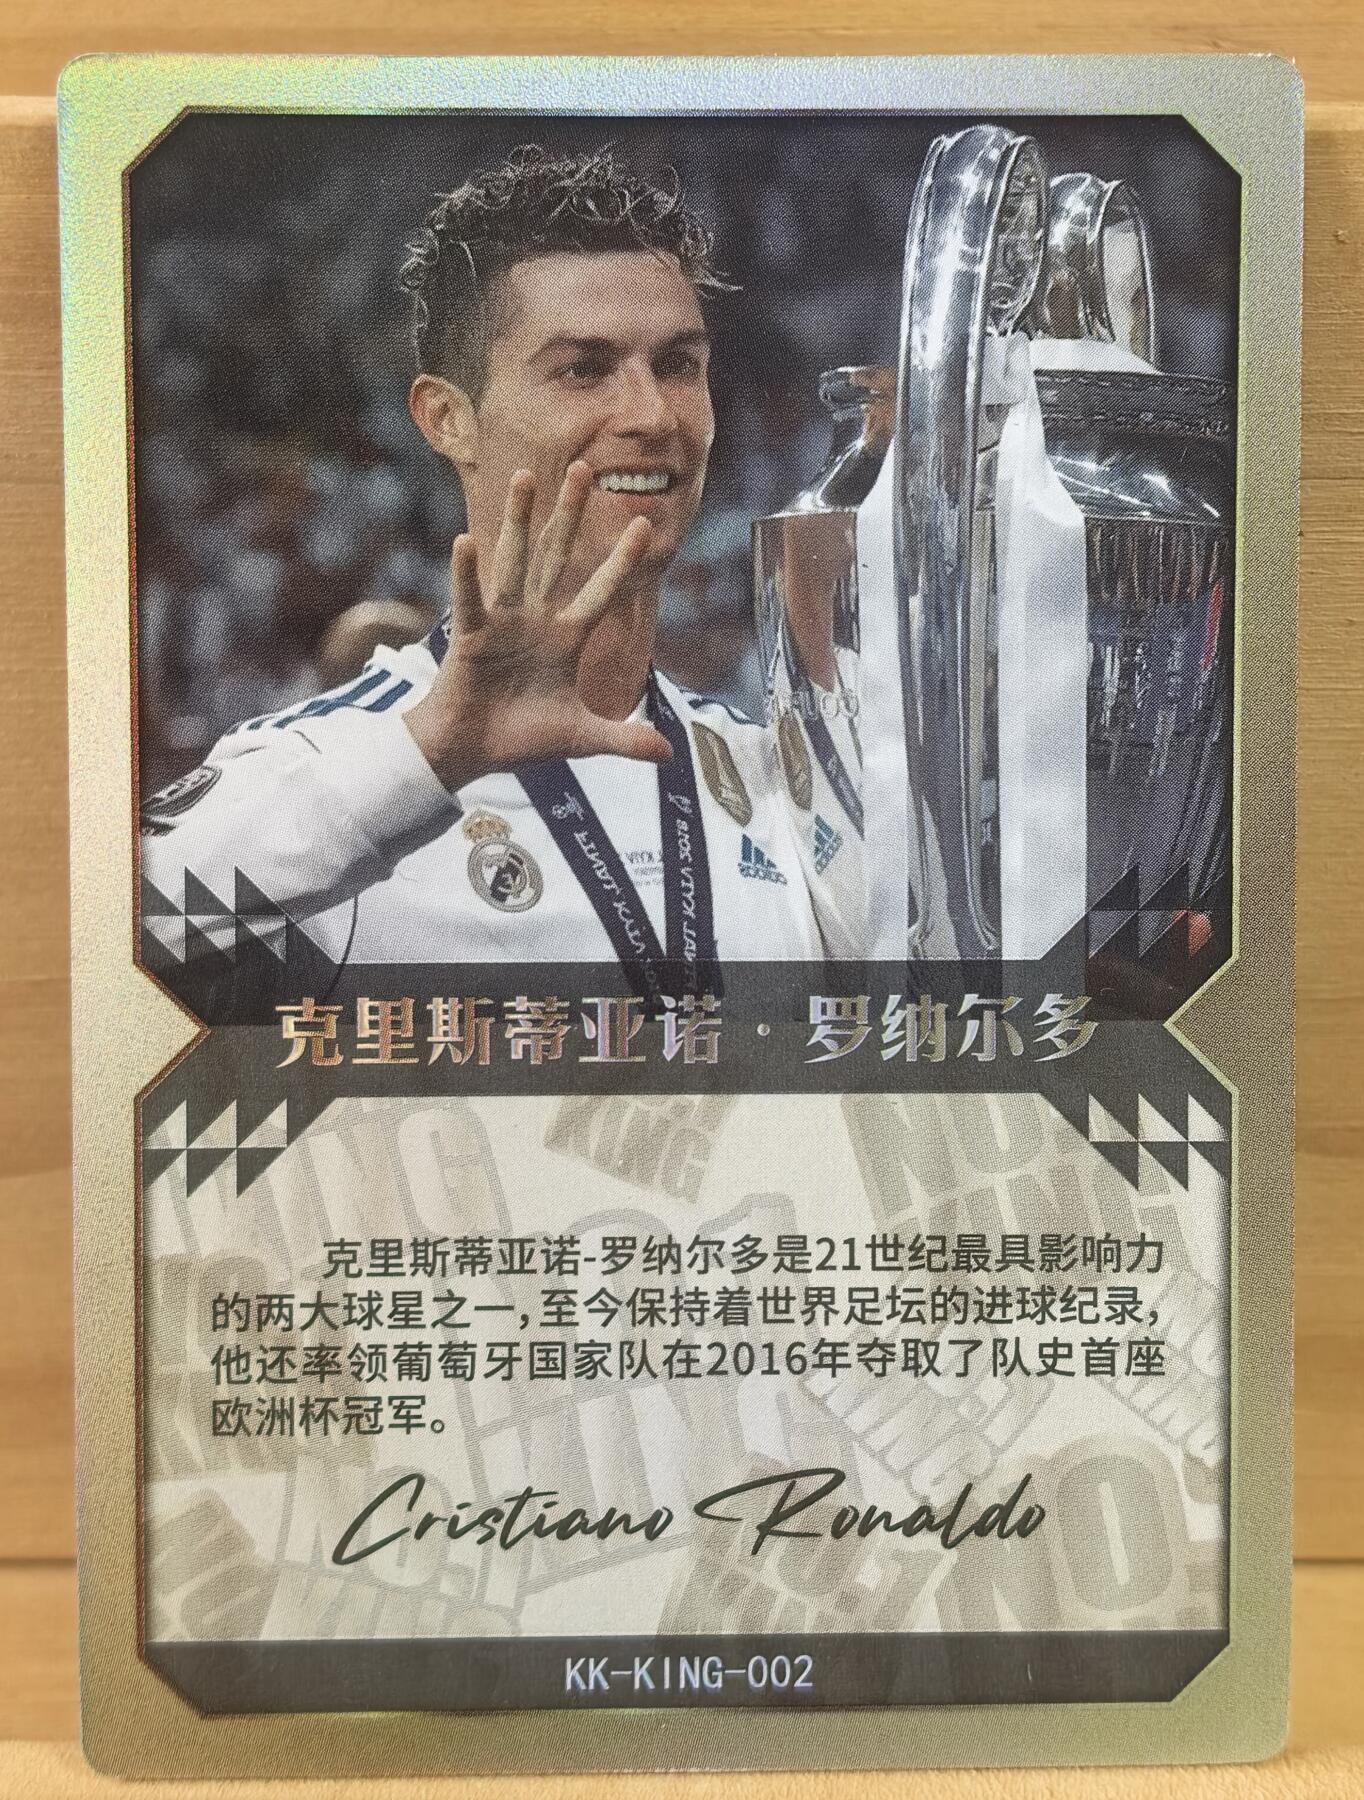 adidas
FINAL KYIV 2018
克里斯蒂亚诺·罗纳尔多
克里斯蒂亚诺-罗纳尔多是21世纪最具影响力
的两大球星之一,至今保持着世界足坛的进球纪录,
他还率领葡萄牙国家队在2016年夺取了队史首座
欧洲杯冠军。
Cristiano Ronaldo
KK-KING-002